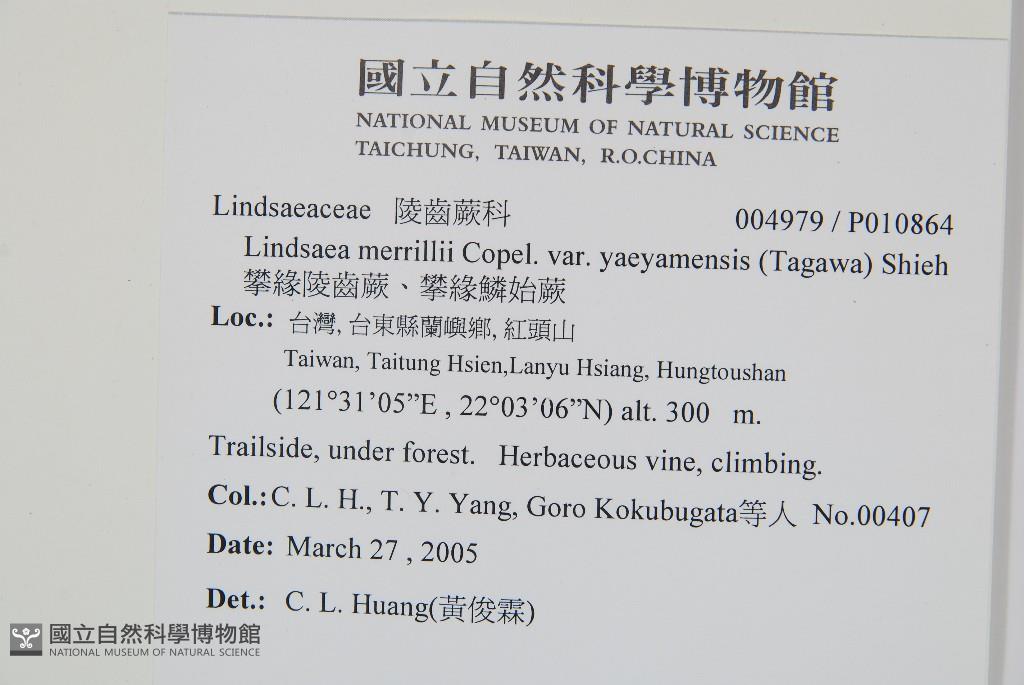 國立自然科學博物館
NATIONAL MUSEUM OF NATURAL SCIENCE
TAICHUNG, TAIWAN, R.O.CHINA
Lindsaeaceae 陵齒蕨科 004979 / P010864
Lindsaea merrillii Copel. var. yaeyamensis (Tagawa) Shieh
攀緣陵齒蕨、攀緣鱗始蕨
Loc.: 台灣, 台東縣蘭嶼鄉, 紅頭山
Taiwan, Taitung Hsien,Lanyu Hsiang, Hungtoushan
(121°31’05”E , 22°03’06”N) alt. 300 m.
Trailside, under forest. Herbaceous vine, climbing.
Col.: C. L. H., T. Y. Yang, Goro Kokubugata等人 No.00407
Date: March 27 , 2005
Det.: C. L. Huang(黃俊霖)
國立自然科學博物館
NATIONAL MUSEUM OF NATURAL SCIENCE